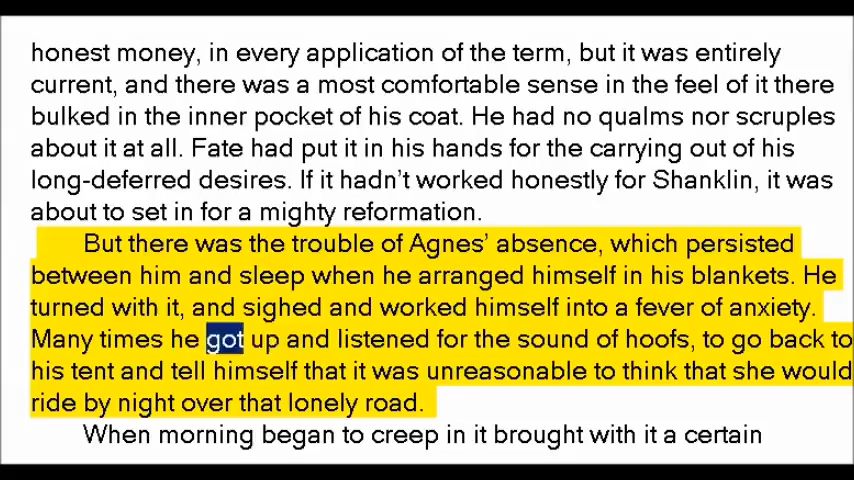 honest money, in every application of the term, but it was entirely
current, and there was a most comfortable sense in the feel of it there
bulked in the inner pocket of his coat. He had no qualms nor scruples
about it at all. Fate had put it in his hands for the carrying out of his
long-deferred desires. If it hadn’t worked honestly for Shanklin, it was
about to set in for a mighty reformation.
But there was the trouble of Agnes’ absence, which persisted
between him and sleep when he arranged himself in his blankets. He
turned with it, and sighed and worked himself into a fever of anxiety.
Many times he got up and listened for the sound of hoofs, to go back to
his tent and tell himself that it was unreasonable to think that she would
ride by night over that lonely road.
When morning began to creep in it brought with it a certain